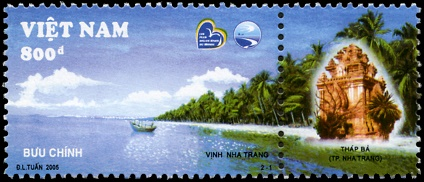 VIỆT NAM
800đ
BƯU CHÍNH
VỊNH NHA TRANG
THÁP BÀ
(TP. NHA TRANG)
Đ.L.TUẤN 2005
2 - 1